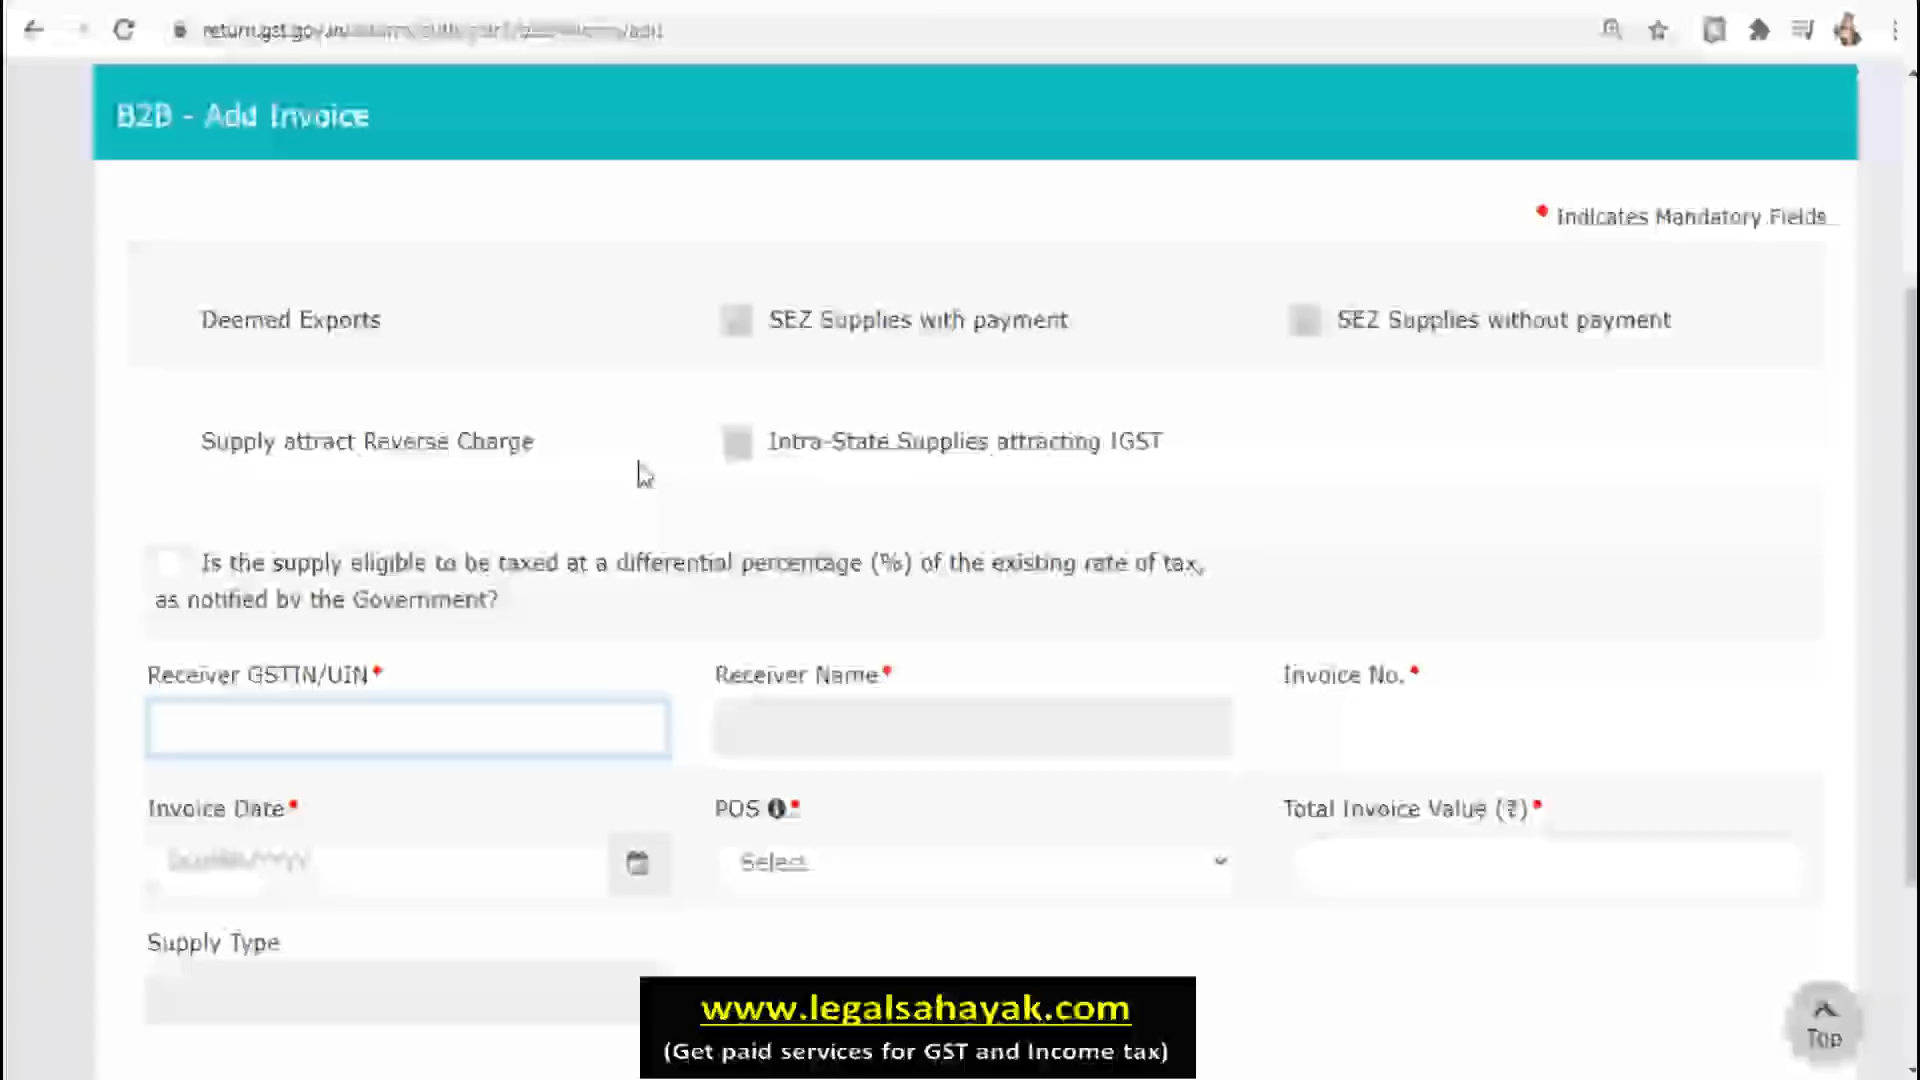 B2B - Add Invoice
Indicates Mandatory Fields
Deemed Exports
SEZ Supplies with payment
SEZ Supplies without payment
Supply attract Reverse Charge
Intra-State Supplies attracting IGST
Is the supply eligible to be taxed at a differential percentage (%) of the existing rate of tax,
as notified by the Government?
Receiver GSTIN/UIN*
Receiver Name*
Invoice No.*
Invoice Date*
POS *
Total Invoice Value (₹)*
Select
Supply Type
www.legalsahayak.com
(Get paid services for GST and Income tax)
Top